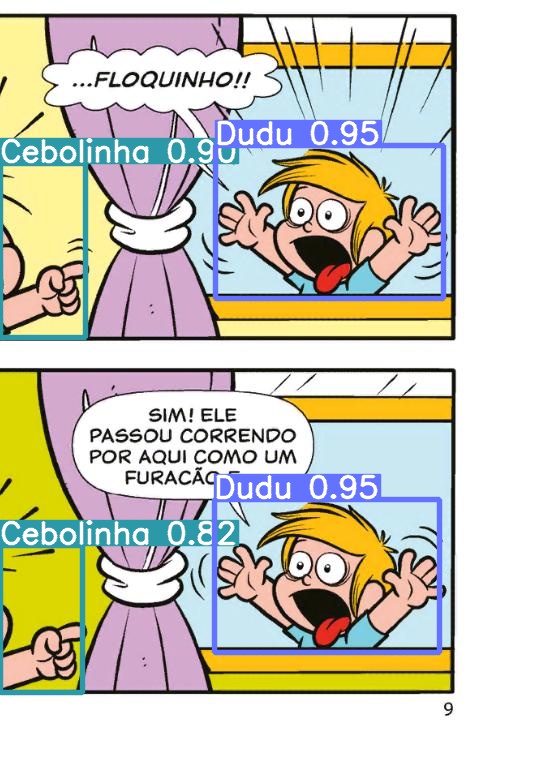 ...FLOQUINHO!!
Dudu 0.95
Cebolinha 0.90
SIM! ELE
PASSOU CORRENDO
POR AQUI COMO UM
FURACÃO E...
Dudu 0.95
Cebolinha 0.82
9